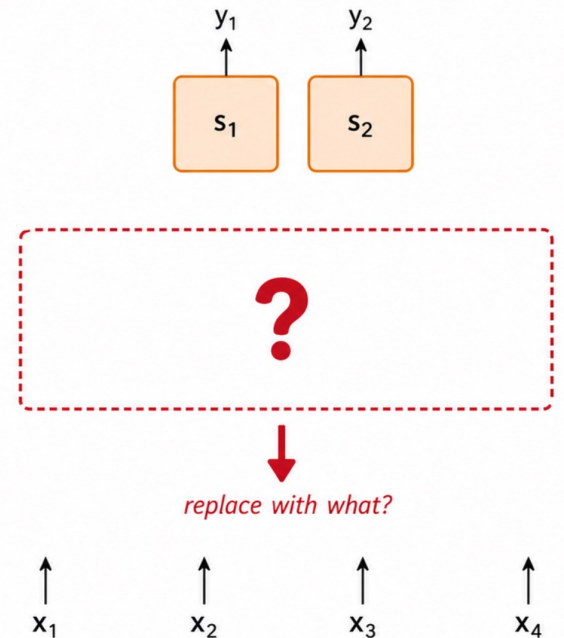 y₁ y₂
s₁ s₂
?
replace with what?
x₁ x₂ x₃ x₄